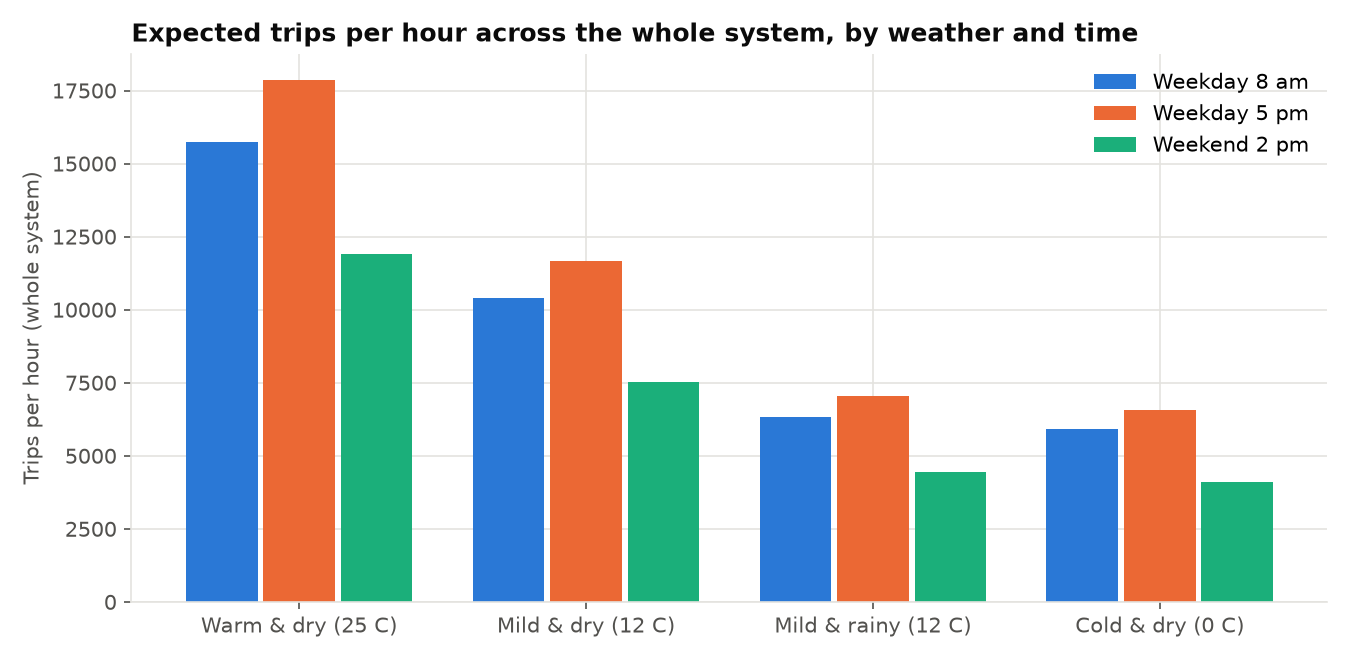 Expected trips per hour across the whole system, by weather and time
Weekday 8 am
Weekday 5 pm
Weekend 2 pm
Trips per hour (whole system)
17500
15000
12500
10000
7500
5000
2500
0
Warm & dry (25 C)
Mild & dry (12 C)
Mild & rainy (12 C)
Cold & dry (0 C)